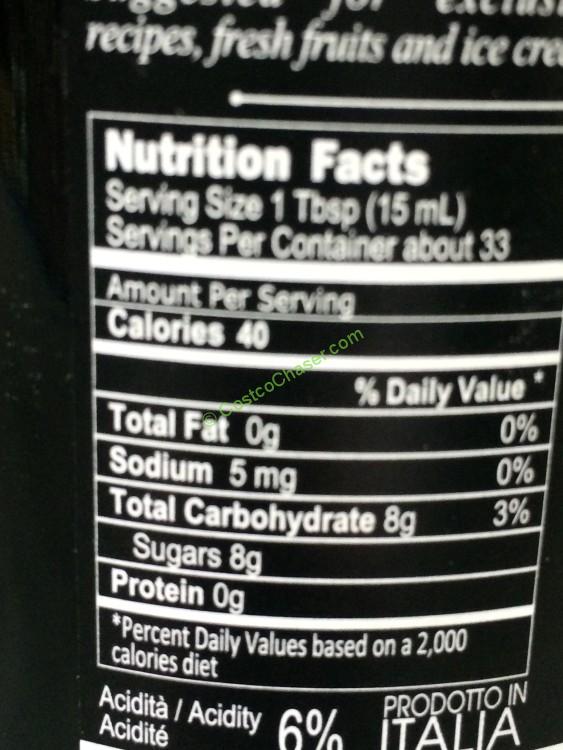 for
recipes, fresh fruits and ice
Nutrition Facts
Serving Size 1 Tbsp (15 mL)
Servings Per Container about 33
Amount Per Serving
Calories 40
© CostcoChaser.com
% Daily Value *
Total Fat 0g 0%
Sodium 5 mg 0%
Total Carbohydrate 8g 3%
Sugars 8g
Protein 0g
*Percent Daily Values based on a 2,000
calories diet
Acidità / Acidity 6% PRODOTTO IN
Acidité ITALIA